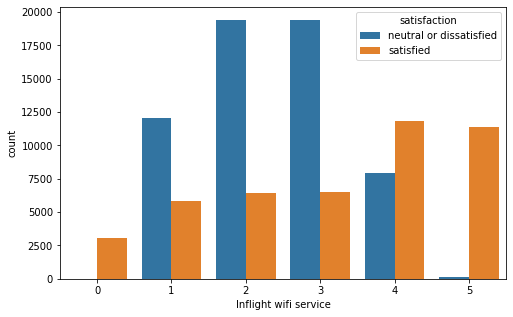 satisfaction
neutral or dissatisfied
satisfied
20000
17500
15000
12500
10000
7500
5000
2500
0
count
0 1 2 3 4 5
Inflight wifi service